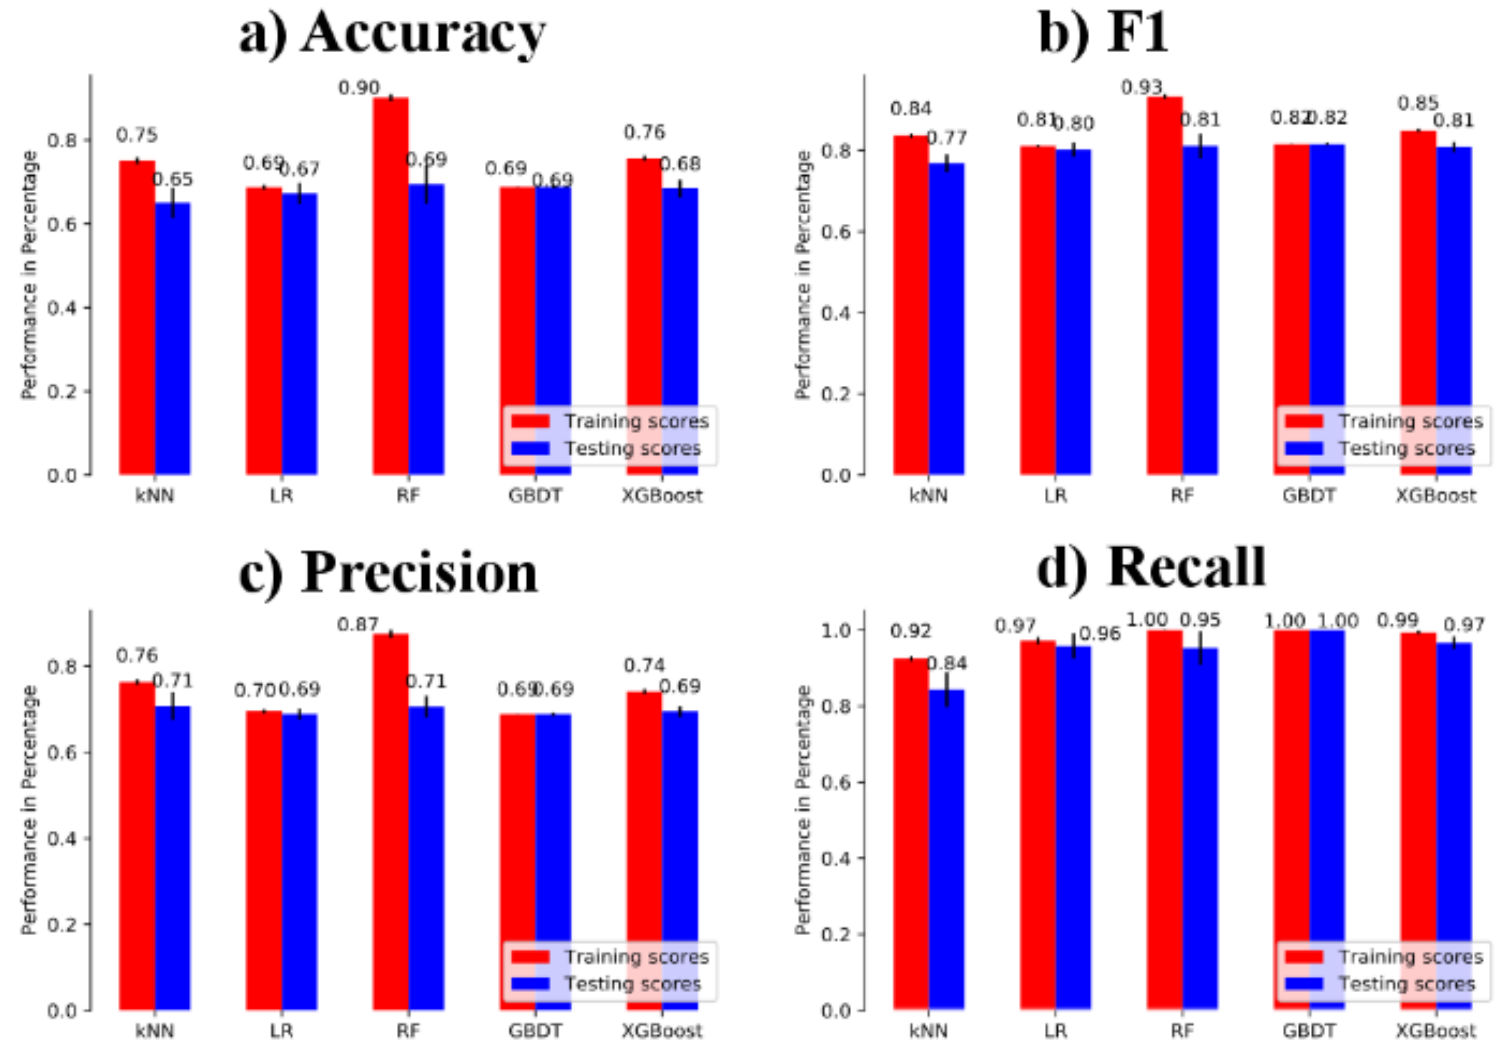 a) Accuracy
Performance in Percentage
0.8
0.6
0.4
0.2
0.0
0.75
0.65
0.69
0.67
0.90
0.69
0.69
0.69
0.76
0.68
Training scores
Testing scores
kNN
LR
RF
GBDT
XGBoost
b) F1
Performance in Percentage
0.8
0.6
0.4
0.2
0.0
0.84
0.77
0.81
0.80
0.93
0.81
0.82
0.82
0.85
0.81
Training scores
Testing scores
kNN
LR
RF
GBDT
XGBoost
c) Precision
Performance in Percentage
0.8
0.6
0.4
0.2
0.0
0.76
0.71
0.70
0.69
0.87
0.71
0.69
0.69
0.74
0.69
Training scores
Testing scores
kNN
LR
RF
GBDT
XGBoost
d) Recall
Performance in Percentage
1.0
0.8
0.6
0.4
0.2
0.0
0.92
0.84
0.97
0.96
1.00
0.95
1.00
1.00
0.99
0.97
Training scores
Testing scores
kNN
LR
RF
GBDT
XGBoost